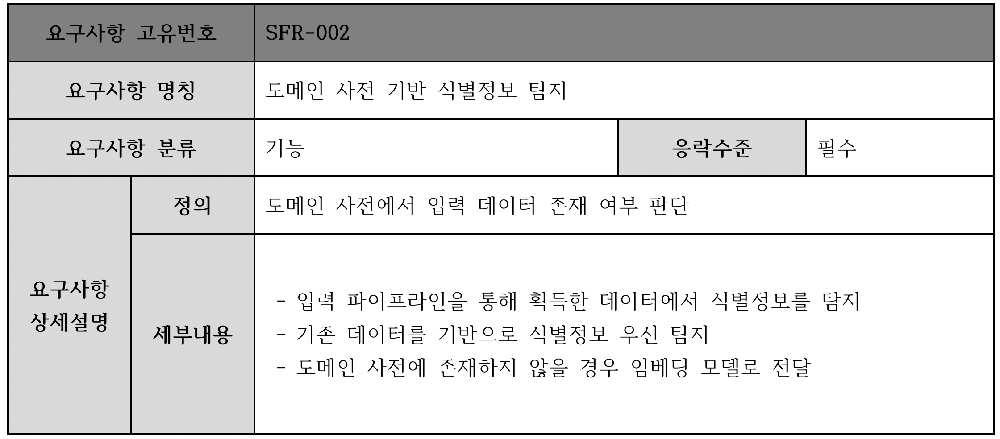 요구사항 고유번호 SFR-002
요구사항 명칭 도메인 사전 기반 식별정보 탐지
요구사항 분류 기능 응락수준 필수
요구사항
상세설명
정의 도메인 사전에서 입력 데이터 존재 여부 판단
세부내용
- 입력 파이프라인을 통해 획득한 데이터에서 식별정보를 탐지
- 기존 데이터를 기반으로 식별정보 우선 탐지
- 도메인 사전에 존재하지 않을 경우 임베딩 모델로 전달